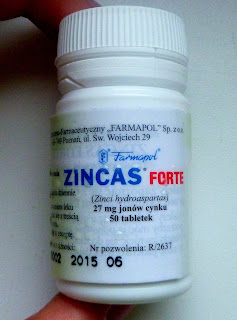 Farmaceutyczny „FARMAPOL" Sp. z o.o.
Poznań, ul. Św. Wojciech 29
Farmapol
ZINCAS® FORTE
(Zinci hydroaspartas)
27 mg jonów cynku
50 tabletek
Nr pozwolenia: R/2637
2015 06